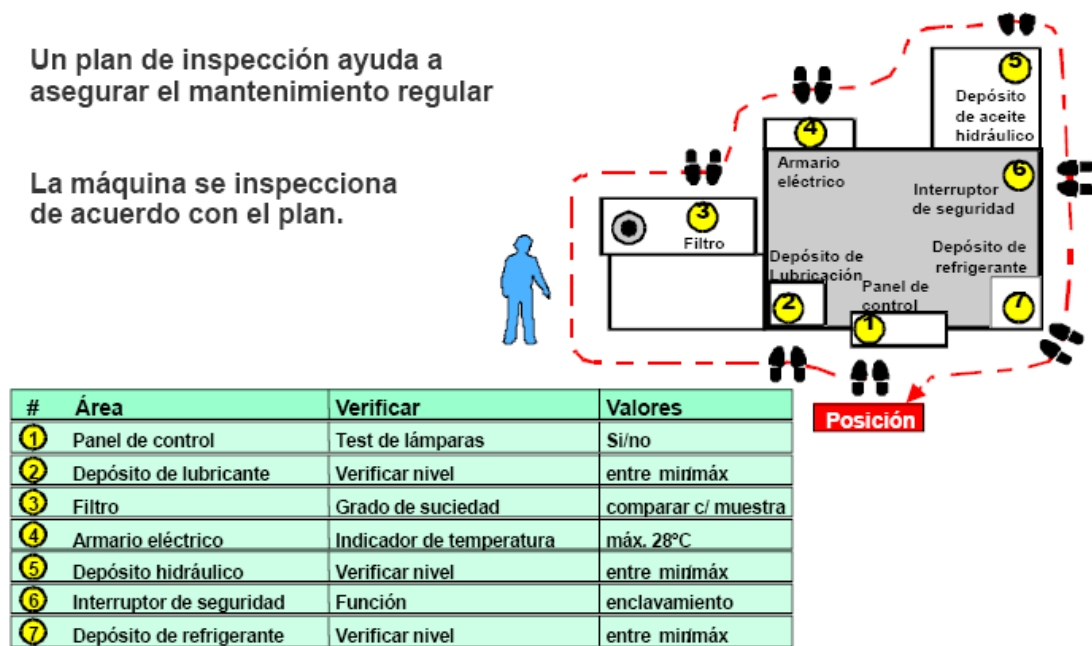 Un plan de inspección ayuda a
asegurar el mantenimiento regular
La máquina se inspecciona
de acuerdo con el plan.
5
Depósito
de aceite
hidráulico
4
Armario
eléctrico
6
Interruptor
de seguridad
3
Filtro
Depósito de
Lubricación
2
Panel de
control
1
Depósito de
refrigerante
7
Posición
# Área Verificar Valores
1 Panel de control Test de lámparas Si/no
2 Depósito de lubricante Verificar nivel entre min/máx
3 Filtro Grado de suciedad comparar c/ muestra
4 Armario eléctrico Indicador de temperatura máx. 28ºC
5 Depósito hidráulico Verificar nivel entre min/máx
6 Interruptor de seguridad Función enclavamiento
7 Depósito de refrigerante Verificar nivel entre min/máx